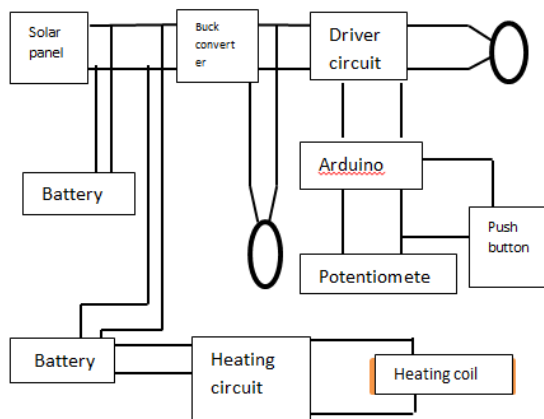 Solar
panel
Buck
convert
er
Driver
circuit
Battery
Arduino
Push
button
Potentiomete
Battery
Heating
circuit
Heating coil